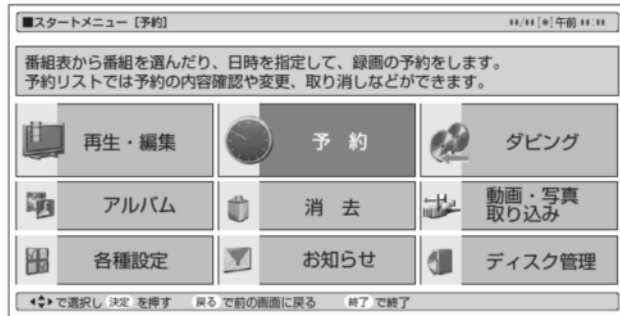 ■スタートメニュー【予約】 ××/××[×]午前××:××
番組表から番組を選んだり、日時を指定して、録画の予約をします。
予約リストでは予約の内容確認や変更、取り消しなどができます。
再生・編集 予 約 ダビング
アルバム 消 去 動画・写真
取り込み
各種設定 お知らせ ディスク管理
で選択し 決定 を押す 戻る で前の画面に戻る 終了 で終了